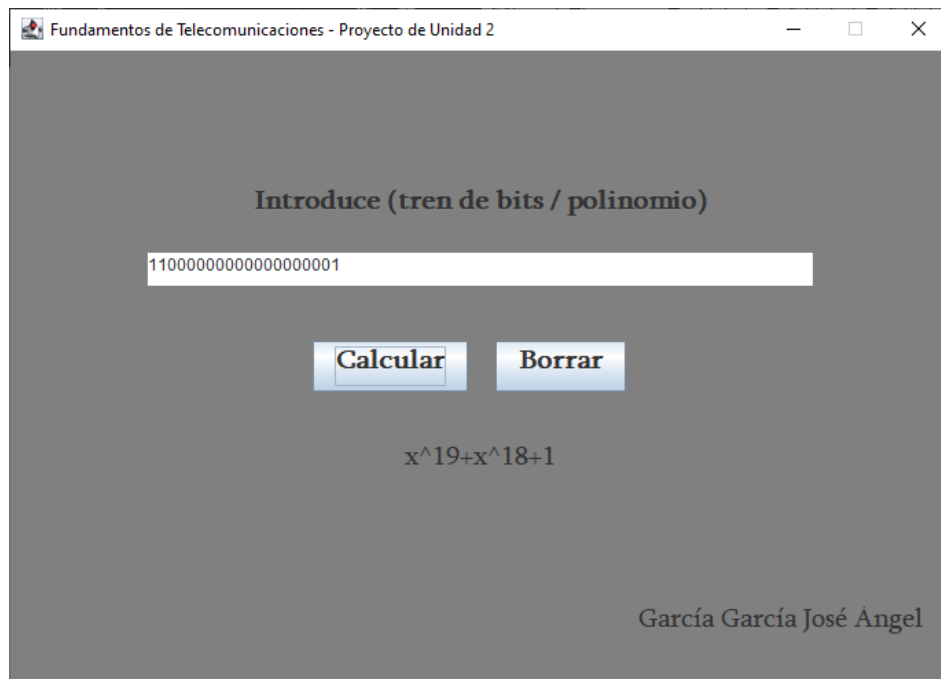 Fundamentos de Telecomunicaciones - Proyecto de Unidad 2
Introduce (tren de bits / polinomio)
11000000000000000001
Calcular Borrar
x^19+x^18+1
García García José Ángel